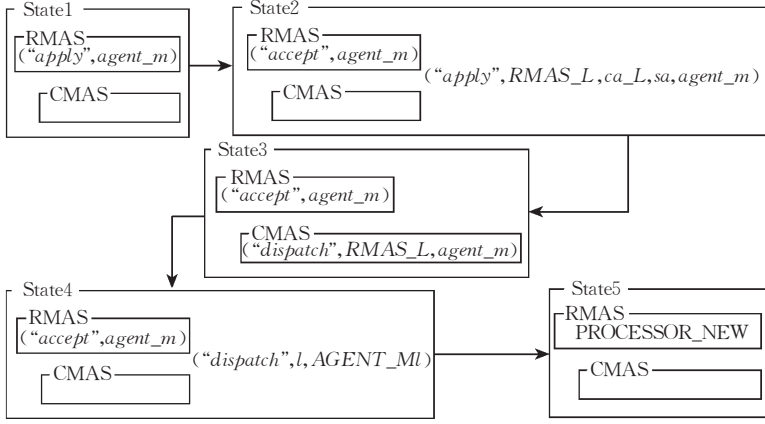 State1
RMAS
(“apply”,agent_m)
CMAS
State2
RMAS
(“accept”,agent_m)
(“apply”,RMAS_L,ca_L,sa,agent_m)
CMAS
State3
RMAS
(“accept”,agent_m)
CMAS
(“dispatch”,RMAS_L,agent_m)
State4
RMAS
(“accept”,agent_m)
(“dispatch”,l,AGENT_Ml)
CMAS
State5
RMAS
PROCESSOR_NEW
CMAS